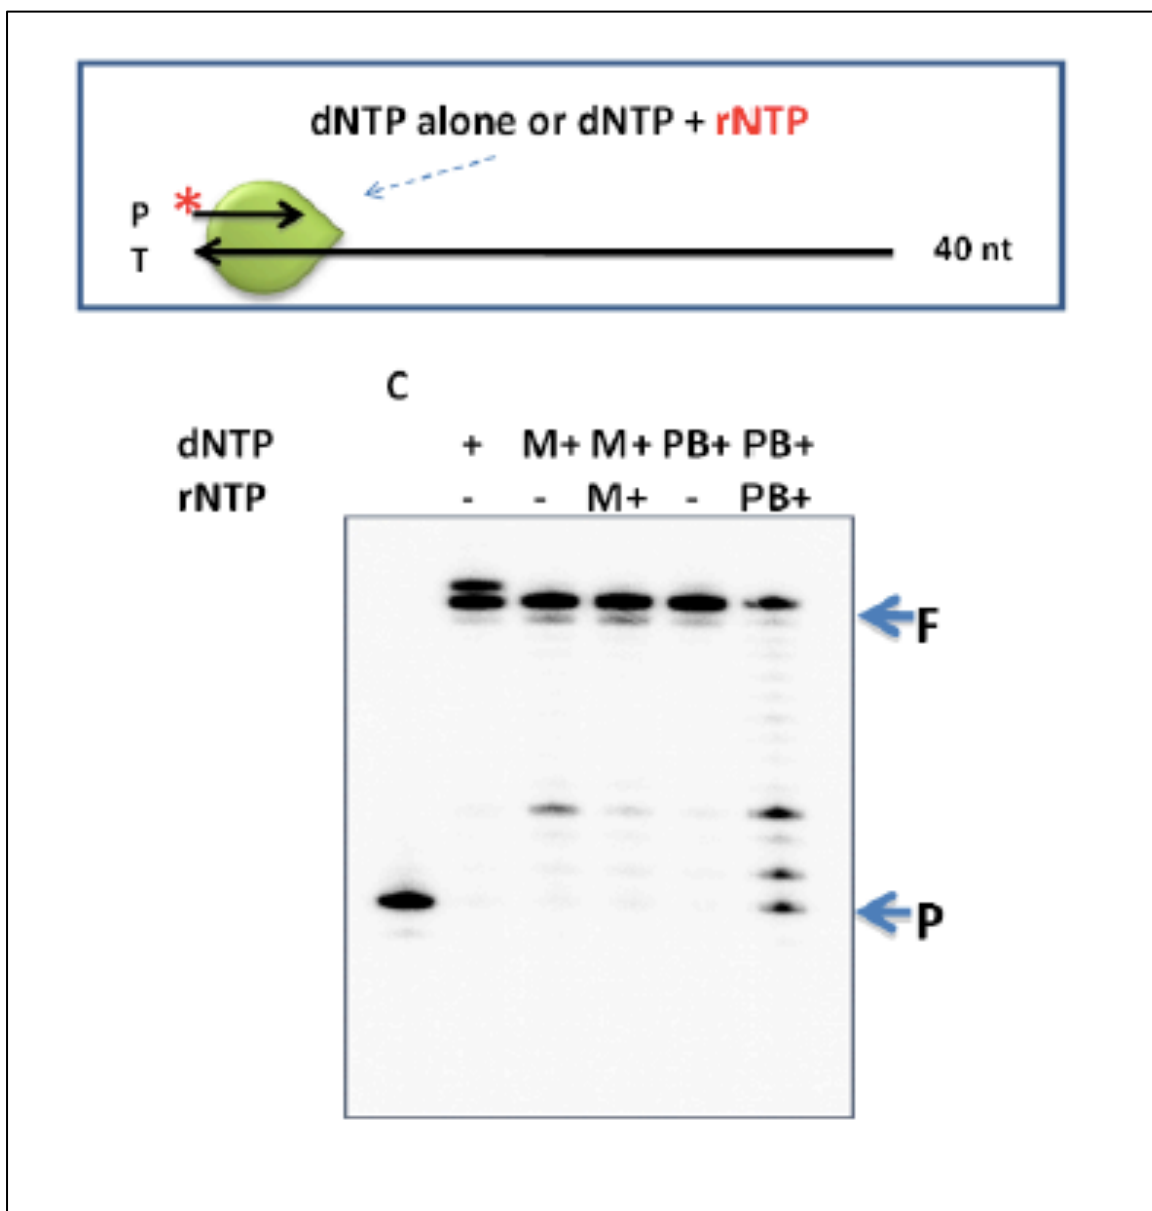 dNTP alone or dNTP + rNTP
*
P
T
40 nt
C
dNTP + M+ M+ PB+ PB+
rNTP - - M+ - PB+
F
P